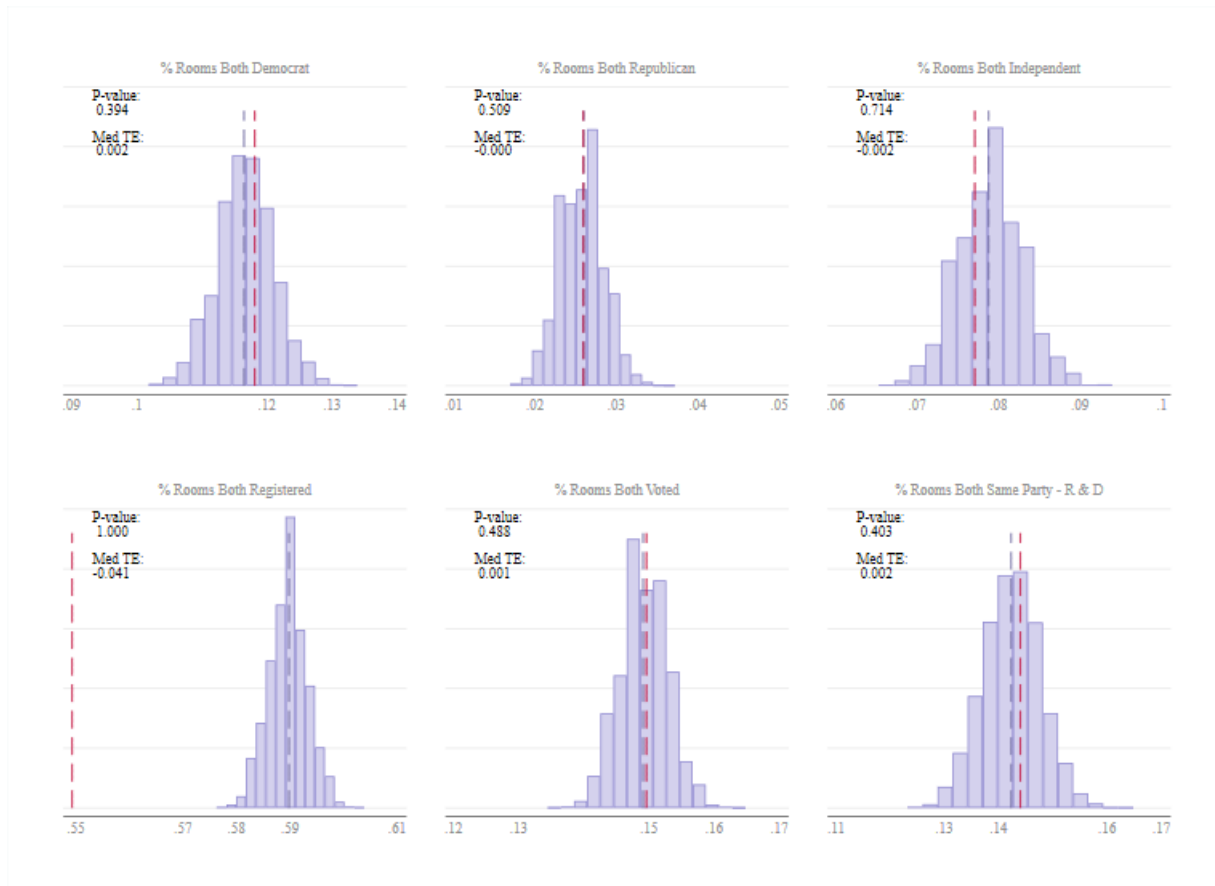 % Rooms Both Democrat
P-value:
0.394
Med TE:
0.002
.09 .1 .12 .13 .14
% Rooms Both Republican
P-value:
0.509
Med TE:
-0.000
.01 .02 .03 .04 .05
% Rooms Both Independent
P-value:
0.714
Med TE:
-0.002
.06 .07 .08 .09 .1
% Rooms Both Registered
P-value:
1.000
Med TE:
-0.041
.55 .57 .58 .59 .61
% Rooms Both Voted
P-value:
0.488
Med TE:
0.001
.12 .13 .15 .16 .17
% Rooms Both Same Party - R & D
P-value:
0.403
Med TE:
0.002
.11 .13 .14 .16 .17